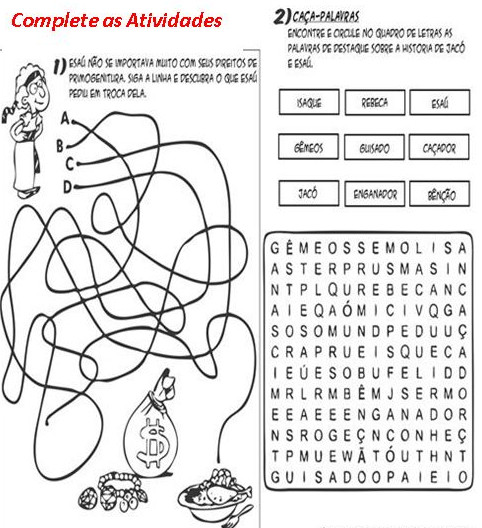 Complete as Atividades
1) ESAÚ NÃO SE IMPORTAVA MUITO COM SEUS DIREITOS DE
PRIMOGENITURA. SIGA A LINHA E DESCUBRA O QUE ESAÚ
PEDIU EM TROCA DELA.
A
B
C
D
$
2) CAÇA-PALAVRAS
ENCONTRE E CIRCULE NO QUADRO DE LETRAS AS
PALAVRAS DE DESTAQUE SOBRE A HISTÓRIA DE JACÓ
E ESAÚ.
ISAQUE REBECA ESAÚ
GÊMEOS GUISADO CAÇADOR
JACÓ ENGANADOR BÊNÇÃO
G Ê M E O S S E M O L I S A
A S T E R P R U S M A S I N
N T P L Q U R E B E C A N C
A I E Q A Ó M I C I V Q G A
S O S O M U N D P E D U U Ç
C R A P R U E I S Q U E C A
I E Ú E S O B U F E L I D D
M R L R M B Ê M J S E R M O
E E A E E E N G A N A D O R
N S R O G E Ç N C O N H E Ç
T P M U E W Ã T Ó U T H N T
G U I S A D O O P A I E I O